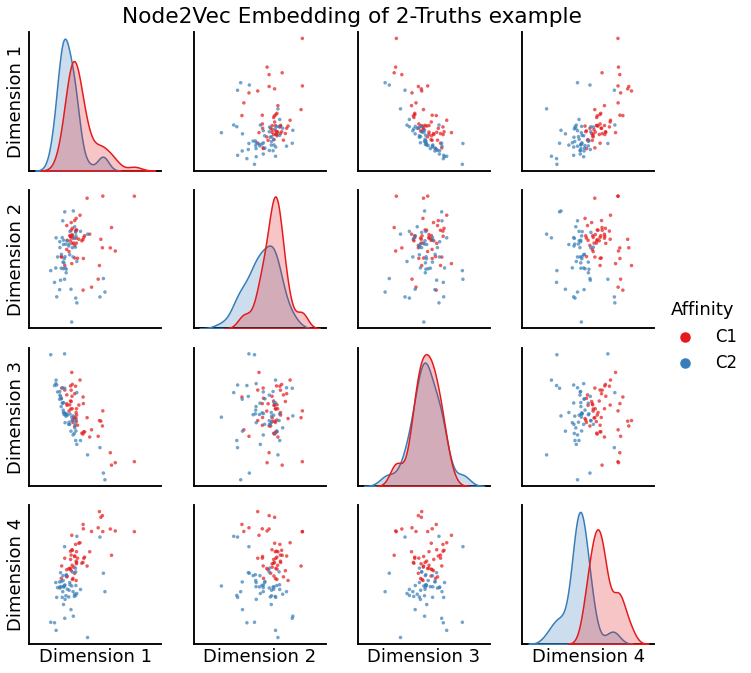 Node2Vec Embedding of 2-Truths example
Dimension 1
Dimension 2
Dimension 3
Dimension 4
Affinity
C1
C2
Dimension 1
Dimension 2
Dimension 3
Dimension 4